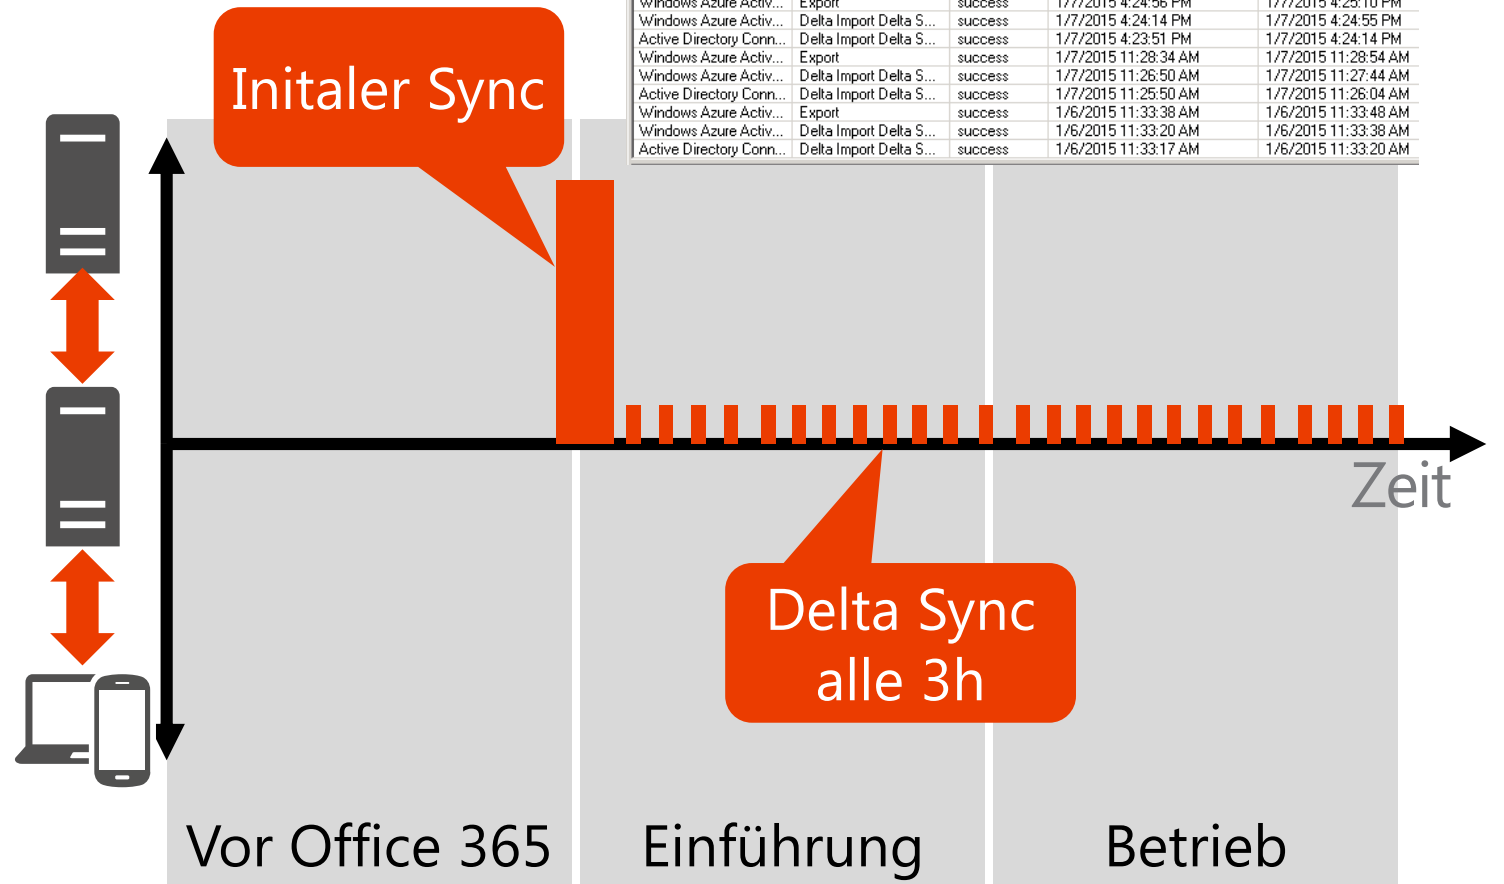 Windows Azure Activ... Export success 1/7/2015 4:24:56 PM 1/7/2015 4:25:10 PM
Windows Azure Activ... Delta Import Delta S... success 1/7/2015 4:24:14 PM 1/7/2015 4:24:55 PM
Active Directory Conn... Delta Import Delta S... success 1/7/2015 4:23:51 PM 1/7/2015 4:24:14 PM
Windows Azure Activ... Export success 1/7/2015 11:28:34 AM 1/7/2015 11:28:54 AM
Windows Azure Activ... Delta Import Delta S... success 1/7/2015 11:26:50 AM 1/7/2015 11:27:44 AM
Active Directory Conn... Delta Import Delta S... success 1/7/2015 11:25:50 AM 1/7/2015 11:26:04 AM
Windows Azure Activ... Export success 1/6/2015 11:33:38 AM 1/6/2015 11:33:48 AM
Windows Azure Activ... Delta Import Delta S... success 1/6/2015 11:33:20 AM 1/6/2015 11:33:38 AM
Active Directory Conn... Delta Import Delta S... success 1/6/2015 11:33:17 AM 1/6/2015 11:33:20 AM
Initaler Sync
Zeit
Delta Sync
alle 3h
Vor Office 365
Einführung
Betrieb